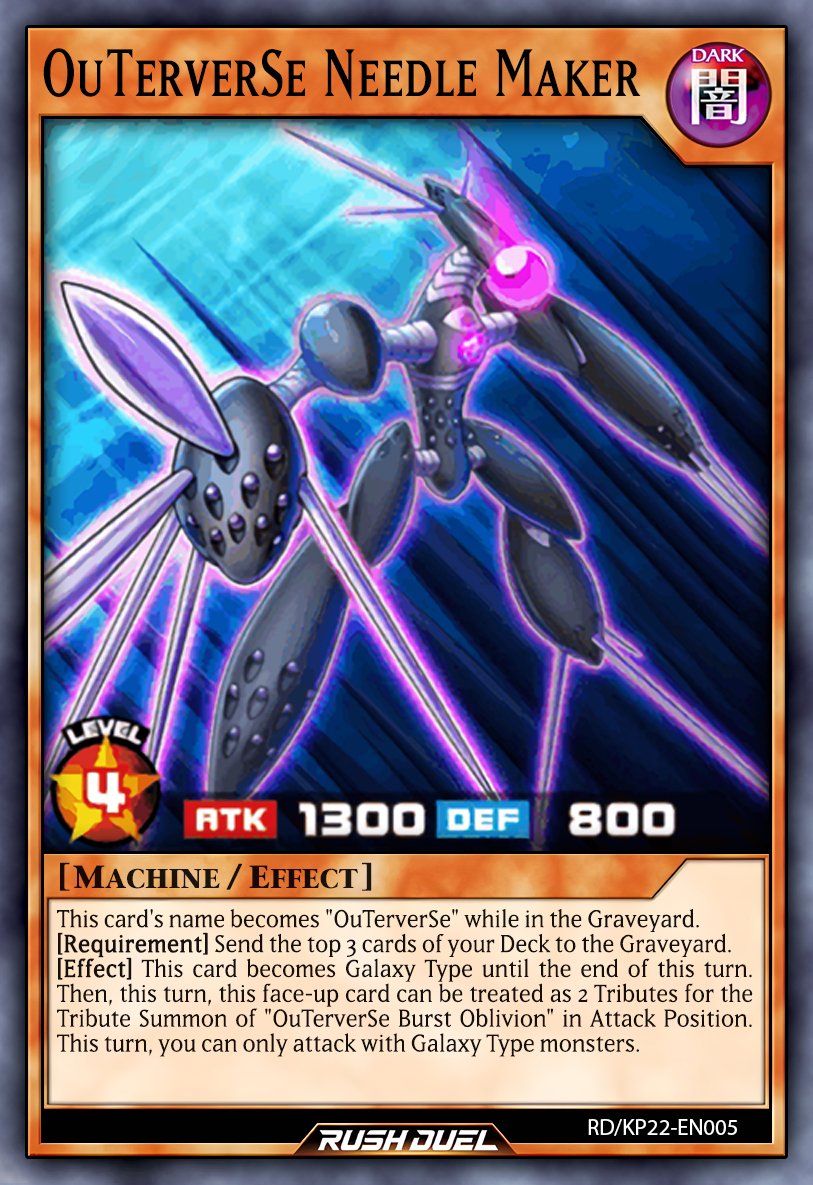 OuTerverSe Needle Maker
DARK
闇
LEVEL
4
ATK 1300 DEF 800
[Machine / Effect]
This card's name becomes "OuTerverSe" while in the Graveyard.
[Requirement] Send the top 3 cards of your Deck to the Graveyard.
[Effect] This card becomes Galaxy Type until the end of this turn.
Then, this turn, this face-up card can be treated as 2 Tributes for the
Tribute Summon of "OuTerverSe Burst Oblivion" in Attack Position.
This turn, you can only attack with Galaxy Type monsters.
RUSH DUEL
RD/KP22-EN005